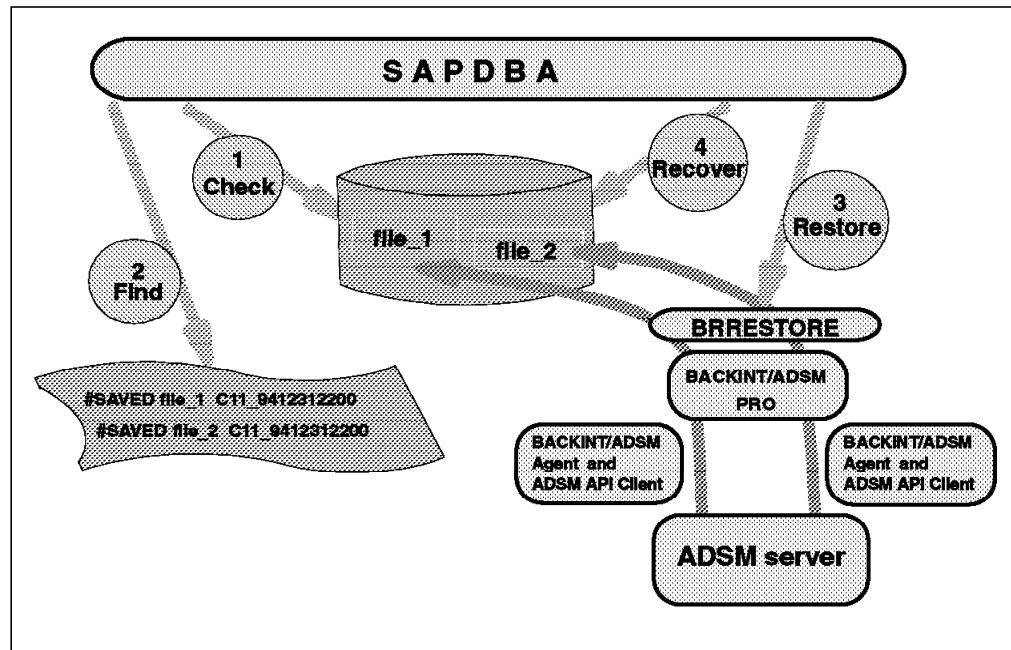 SAPDBA
1
Check
4
Recover
3
Restore
2
Find
file_1
file_2
BRRESTORE
BACKINT/ADSM
PRO
#SAVED file_1 C11_9412312200
#SAVED file_2 C11_9412312200
BACKINT/ADSM
Agent and
ADSM API Client
BACKINT/ADSM
Agent and
ADSM API Client
ADSM server